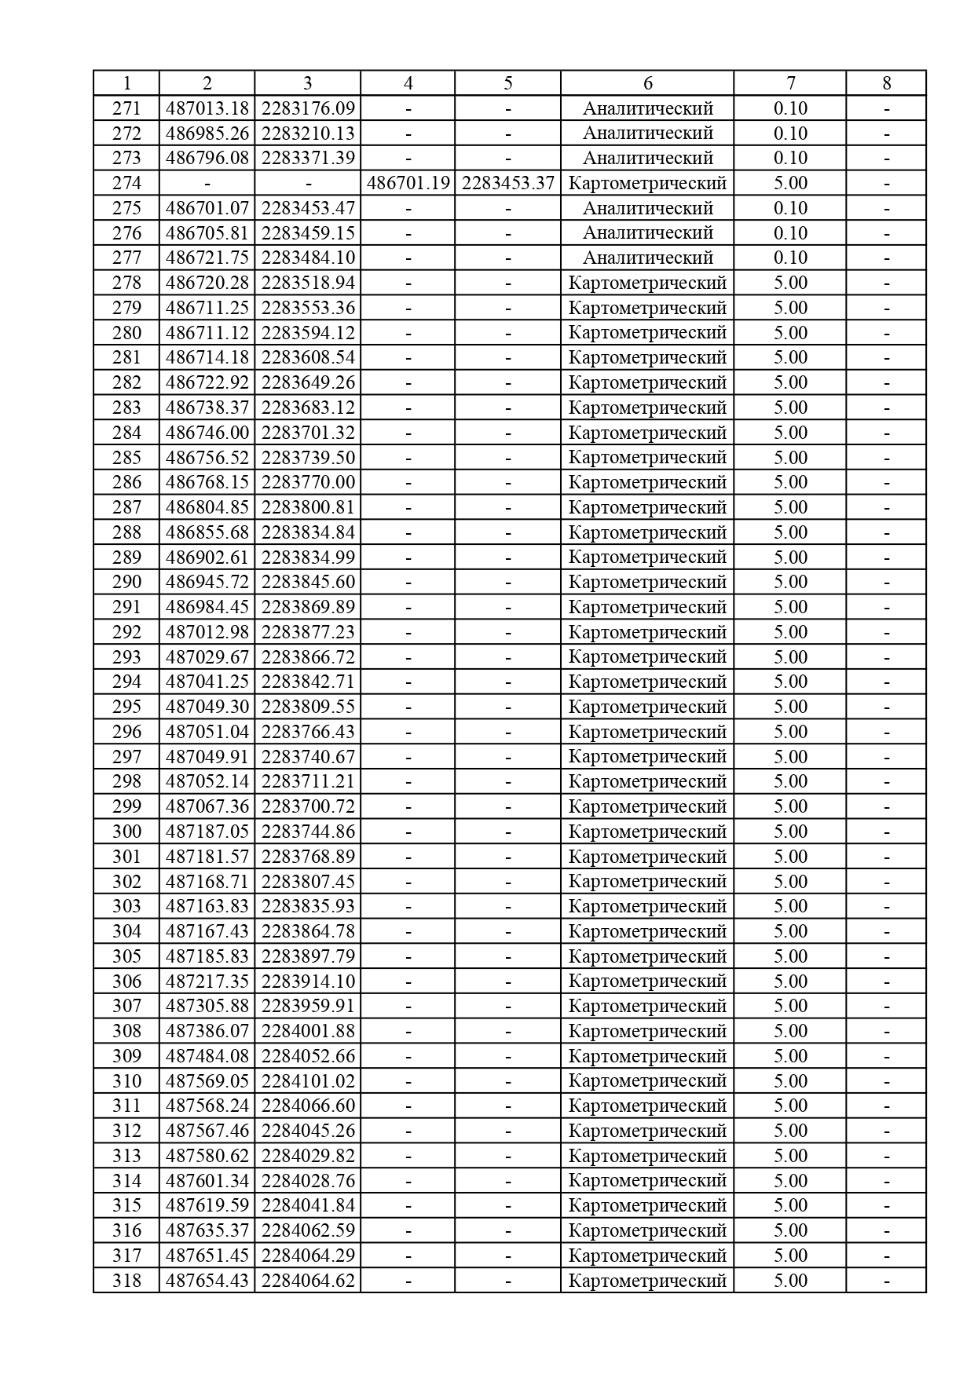 1 2 3 4 5 6 7 8
271 487013.18 2283176.09 - - Аналитический 0.10 -
272 486985.26 2283210.13 - - Аналитический 0.10 -
273 486796.08 2283371.39 - - Аналитический 0.10 -
274 - - 486701.19 2283453.37 Картометрический 5.00 -
275 486701.07 2283453.47 - - Аналитический 0.10 -
276 486705.81 2283459.15 - - Аналитический 0.10 -
277 486721.75 2283484.10 - - Аналитический 0.10 -
278 486720.28 2283518.94 - - Картометрический 5.00 -
279 486711.25 2283553.36 - - Картометрический 5.00 -
280 486711.12 2283594.12 - - Картометрический 5.00 -
281 486714.18 2283608.54 - - Картометрический 5.00 -
282 486722.92 2283649.26 - - Картометрический 5.00 -
283 486738.37 2283683.12 - - Картометрический 5.00 -
284 486746.00 2283701.32 - - Картометрический 5.00 -
285 486756.52 2283739.50 - - Картометрический 5.00 -
286 486768.15 2283770.00 - - Картометрический 5.00 -
287 486804.85 2283800.81 - - Картометрический 5.00 -
288 486855.68 2283834.84 - - Картометрический 5.00 -
289 486902.61 2283834.99 - - Картометрический 5.00 -
290 486945.72 2283845.60 - - Картометрический 5.00 -
291 486984.45 2283869.89 - - Картометрический 5.00 -
292 487012.98 2283877.23 - - Картометрический 5.00 -
293 487029.67 2283866.72 - - Картометрический 5.00 -
294 487041.25 2283842.71 - - Картометрический 5.00 -
295 487049.30 2283809.55 - - Картометрический 5.00 -
296 487051.04 2283766.43 - - Картометрический 5.00 -
297 487049.91 2283740.67 - - Картометрический 5.00 -
298 487052.14 2283711.21 - - Картометрический 5.00 -
299 487067.36 2283700.72 - - Картометрический 5.00 -
300 487187.05 2283744.86 - - Картометрический 5.00 -
301 487181.57 2283768.89 - - Картометрический 5.00 -
302 487168.71 2283807.45 - - Картометрический 5.00 -
303 487163.83 2283835.93 - - Картометрический 5.00 -
304 487167.43 2283864.78 - - Картометрический 5.00 -
305 487185.83 2283897.79 - - Картометрический 5.00 -
306 487217.35 2283914.10 - - Картометрический 5.00 -
307 487305.88 2283959.91 - - Картометрический 5.00 -
308 487386.07 2284001.88 - - Картометрический 5.00 -
309 487484.08 2284052.66 - - Картометрический 5.00 -
310 487569.05 2284101.02 - - Картометрический 5.00 -
311 487568.24 2284066.60 - - Картометрический 5.00 -
312 487567.46 2284045.26 - - Картометрический 5.00 -
313 487580.62 2284029.82 - - Картометрический 5.00 -
314 487601.34 2284028.76 - - Картометрический 5.00 -
315 487619.59 2284041.84 - - Картометрический 5.00 -
316 487635.37 2284062.59 - - Картометрический 5.00 -
317 487651.45 2284064.29 - - Картометрический 5.00 -
318 487654.43 2284064.62 - - Картометрический 5.00 -